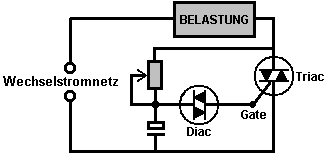 BELASTUNG
Triac
Wechselstromnetz
Gate
Diac